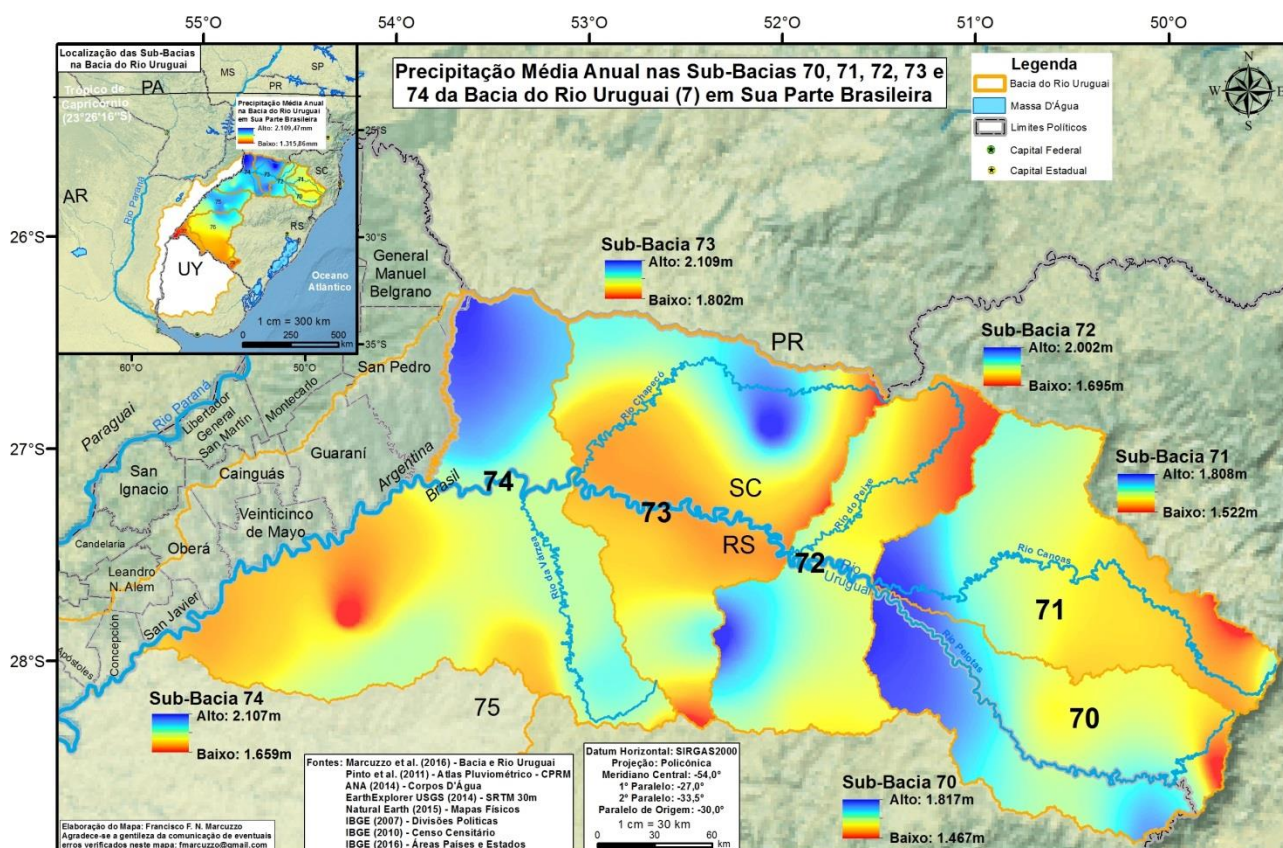 55°O
54°O
53°O
52°O
51°O
50°O
Localização das Sub-Bacias
na Bacia do Rio Uruguai
MS
SP
PR
PA
Trópico de
Capricórnio
(23°26'16"S)
Precipitação Média Anual
na Bacia do Rio Uruguai
em Sua Parte Brasileira
Alto: 2.109,47mm
Baixo: 1.315,86mm
25°S
SC
AR
Rio Paraná
74
73
72
71
70
75
76
RS
30°S
UY
Oceano
Atlântico
1 cm = 300 km
0 250 500
km
35°S
60°O
50°O
Precipitação Média Anual nas Sub-Bacias 70, 71, 72, 73 e
74 da Bacia do Rio Uruguai (7) em Sua Parte Brasileira
Legenda
Bacia do Rio Uruguai
Massa D'Água
Limites Políticos
Capital Federal
Capital Estadual
N
W E
S
26°S
27°S
28°S
Sub-Bacia 73
Alto: 2.109m
Baixo: 1.802m
Sub-Bacia 72
Alto: 2.002m
Baixo: 1.695m
Sub-Bacia 71
Alto: 1.808m
Baixo: 1.522m
General
Manuel
Belgrano
PR
San Pedro
Paraguai
Rio Paraná
Libertador
General
San Martín
Montecarlo
Guaraní
San
Ignacio
Cainguás
Argentina
Brasil
Veinticinco
de Mayo
Candelaria
Oberá
Leandro
N. Alem
San Javier
Concepción
Apóstoles
Rio Chapecó
Rio do Peixe
Rio da Várzea
SC
RS
74
73
72
Rio
Uruguai
Rio Canoas
71
Rio Pelotas
70
75
Sub-Bacia 74
Alto: 2.107m
Baixo: 1.659m
Sub-Bacia 70
Alto: 1.817m
Baixo: 1.467m
Fontes: Marcuzzo et al. (2016) - Bacia e Rio Uruguai
Pinto et al. (2011) - Atlas Pluviométrico - CPRM
ANA (2014) - Corpos D'Água
EarthExplorer USGS (2014) - SRTM 30m
Natural Earth (2015) - Mapas Físicos
IBGE (2007) - Divisões Políticas
IBGE (2010) - Censo Censitário
IBGE (2016) - Áreas Países e Estados
Datum Horizontal: SIRGAS2000
Projeção: Policônica
Meridiano Central: -54,0°
1º Paralelo: -27,0°
2º Paralelo: -33,5°
Paralelo de Origem: -30,0°
1 cm = 30 km
0 30 60
km
Elaboração do Mapa: Francisco F. N. Marcuzzo
Agradece-se a gentileza da comunicação de eventuais
erros verificados neste mapa: fmarcuzzo@gmail.com